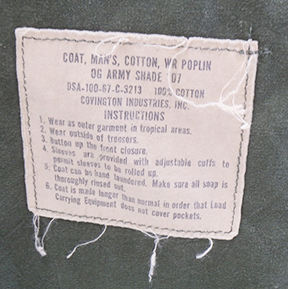 COAT, MAN'S, COTTON, WR POPLIN
OG ARMY SHADE 07
DSA-100-67-C-3213 100% COTTON
COVINGTON INDUSTRIES, INC.
INSTRUCTIONS
1. Wear as outer garment in tropical areas.
2. Wear outside of trousers.
3. Button up the front closure.
4. Sleeves are provided with adjustable cuffs to
permit sleeves to be rolled up.
5. Coat can be hand laundered. Make sure all soap is
thoroughly rinsed out.
6. Coat is made longer than normal in order that Load
Carrying Equipment does not cover pockets.